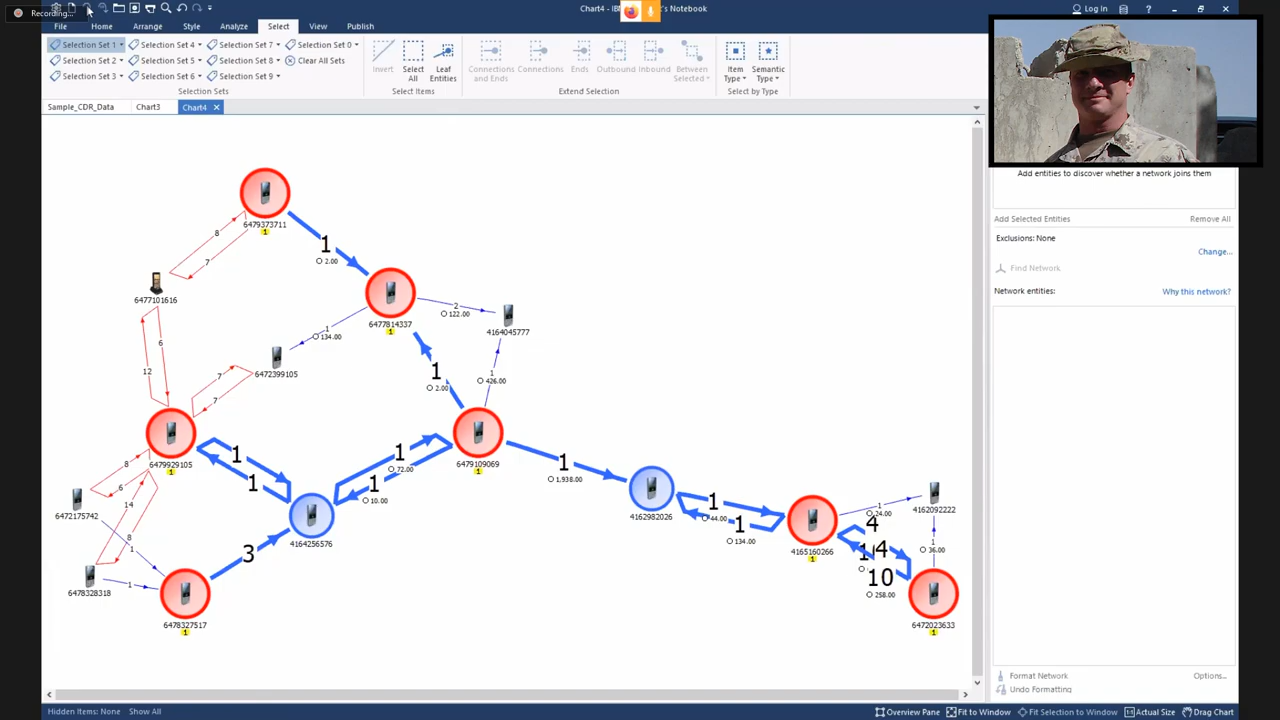 Recording...
Chart4 - IB
's Notebook
Log In
File Home Arrange Style Analyze Select View Publish
Selection Set 1 Selection Set 4 Selection Set 7 Selection Set 0
Selection Set 2 Selection Set 5 Selection Set 8 Clear All Sets
Selection Set 3 Selection Set 6 Selection Set 9
Invert Select All Leaf Entities
Connections and Ends Connections Ends Outbound Inbound Between Selected
Item Type Semantic Type
Selection Sets Select Items Extend Selection Select by Type
Sample_CDR_Data Chart3 Chart4
Add entities to discover whether a network joins them
Add Selected Entities Remove All
Exclusions: None
Change...
Find Network
Network entities: Why this network?
6479373711
1
8
7
1
2.00
6477101616
6477814337
1
2
122.00
4164045777
1
134.00
6
12
6472399105
7
7
1
2.00
1
426.00
6479929105
1
6479109069
1
1
1
1
72.00
1
10.00
1
1,938.00
8
6
14
6472175742
8
1
4164256576
3
4162982026
1
44.00
1
134.00
4165160266
1
1
24.00
4162092222
4
14
10
258.00
1
36.00
6478328318
1
6478327517
1
6472023633
1
Format Network Options...
Undo Formatting
Hidden Items: None Show All
Overview Pane Fit to Window Fit Selection to Window Actual Size Drag Chart